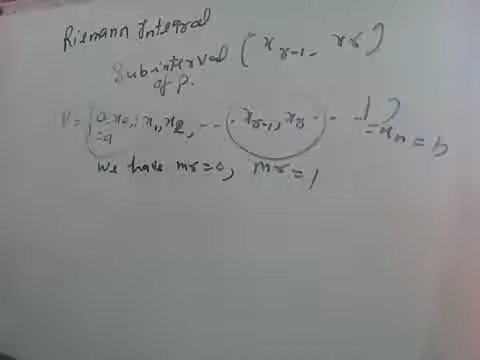 Riemann Integral
Subinterval (x r-1, xr)
of p.
x0, x1, x2, ... xr-1, xr - - = xn = b
= a
we have mr=0, Mr=1